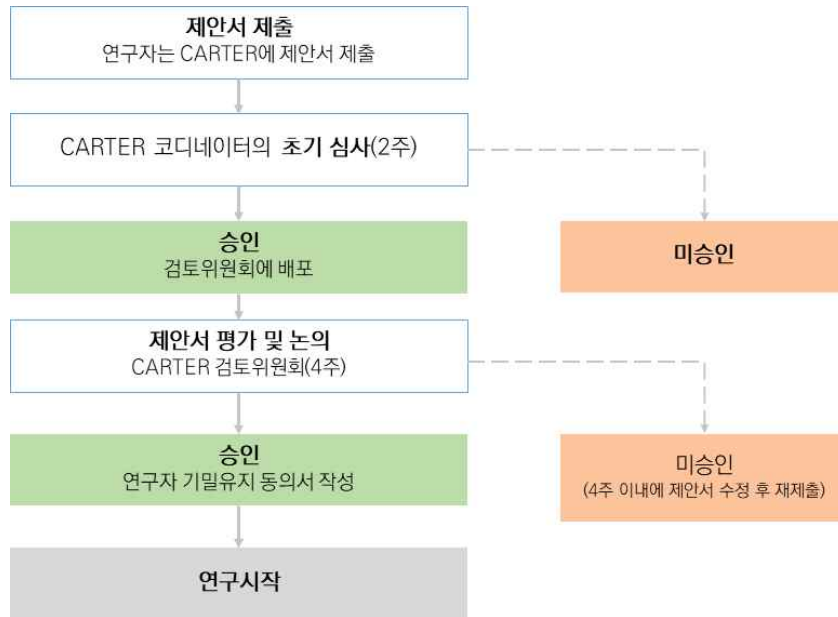 제안서 제출
연구자는 CARTER에 제안서 제출
CARTER 코디네이터의 초기 심사(2주)
승인
검토위원회에 배포
미승인
제안서 평가 및 논의
CARTER 검토위원회(4주)
승인
연구자 기밀유지 동의서 작성
미승인
(4주 이내에 제안서 수정 후 재제출)
연구시작